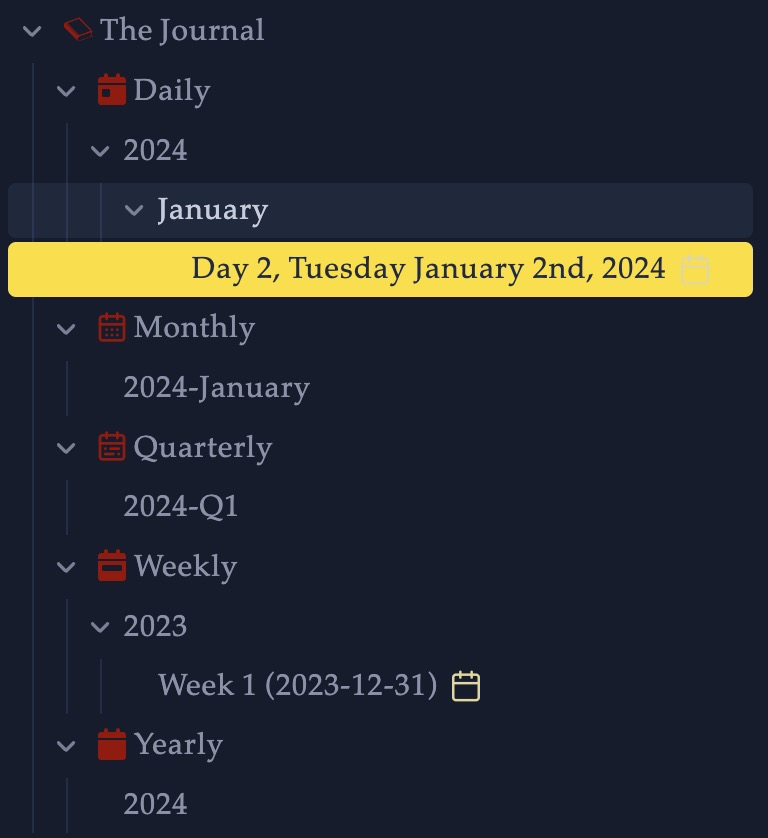 The Journal
Daily
2024
January
Day 2, Tuesday January 2nd, 2024
Monthly
2024-January
Quarterly
2024-Q1
Weekly
2023
Week 1 (2023-12-31)
Yearly
2024